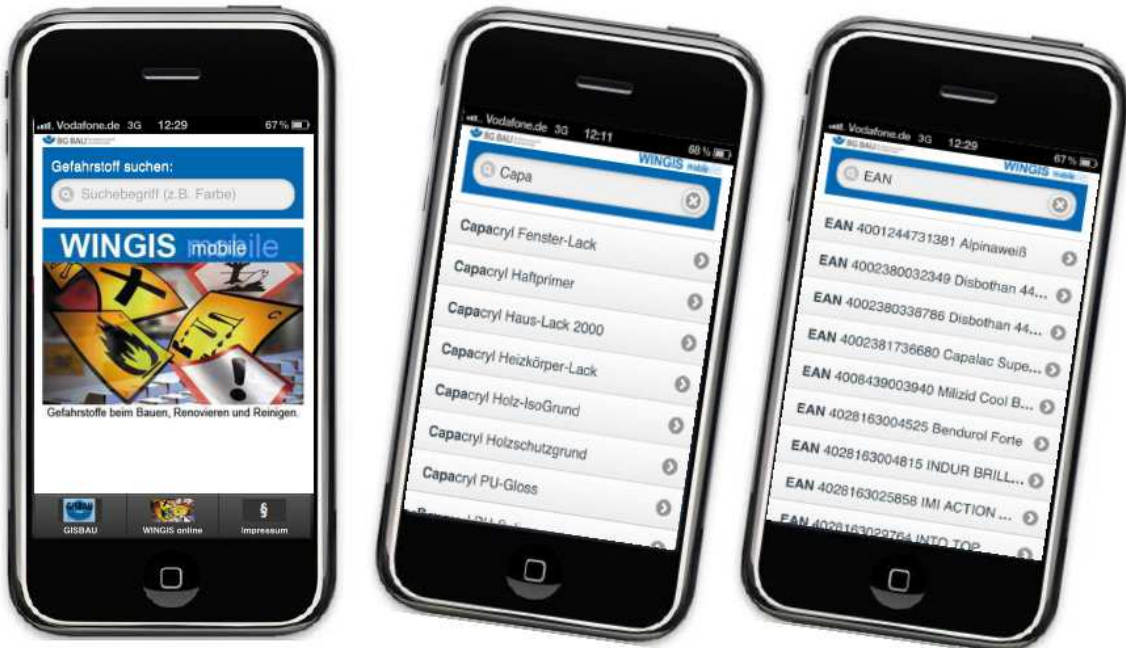 Vodafone.de 3G 12:29 67%
BG BAU
Gefahrstoff suchen:
Suchebegriff (z.B. Farbe)
WINGIS mobile
Gefahrstoffe beim Bauen, Renovieren und Reinigen.
GISBAU
WINGIS online
§
Impressum
Vodafone.de 3G 12:11 68%
BG BAU
WINGIS mobile
Capa
Capacryl Fenster-Lack
Capacryl Haftprimer
Capacryl Haus-Lack 2000
Capacryl Heizkörper-Lack
Capacryl Holz-IsoGrund
Capacryl Holzschutzgrund
Capacryl PU-Gloss
Vodafone.de 3G 12:29 67%
BG BAU
WINGIS mobile
EAN
EAN 4001244731381 Alpinaweiß
EAN 4002380032349 Disbothan 44...
EAN 4002380338786 Disbothan 44...
EAN 4002381736680 Capalac Supe...
EAN 4008439003940 Milizid Cool B...
EAN 4028163004525 Bendurol Forte
EAN 4028163004815 INDUR BRILL...
EAN 4028163025858 IMI ACTION ...
EAN 4028163029764 INTO TOP